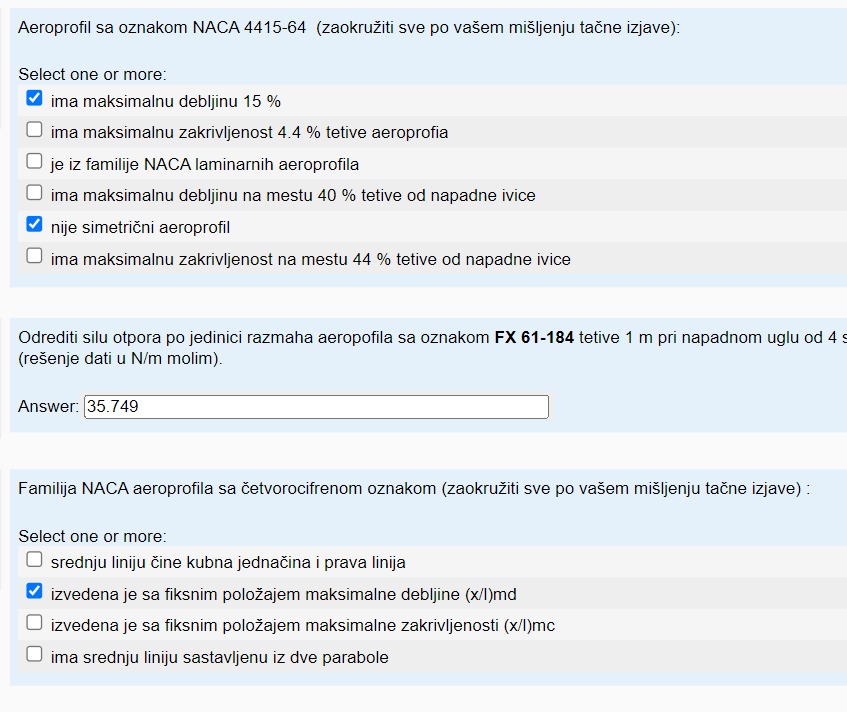 Aeroprofil sa oznakom NACA 4415-64 (zaokružiti sve po vašem mišljenju tačne izjave):
Select one or more:
ima maksimalnu debljinu 15 %
ima maksimalnu zakrivljenost 4.4 % tetive aeroprofia
je iz familije NACA laminarnih aeroprofila
ima maksimalnu debljinu na mestu 40 % tetive od napadne ivice
nije simetrični aeroprofil
ima maksimalnu zakrivljenost na mestu 44 % tetive od napadne ivice
Odrediti silu otpora po jedinici razmaha aeropofila sa oznakom FX 61-184 tetive 1 m pri napadnom uglu od 4 s
(rešenje dati u N/m molim).
Answer: 35.749
Familija NACA aeroprofila sa četvorocifrenom oznakom (zaokružiti sve po vašem mišljenju tačne izjave) :
Select one or more:
srednju liniju čine kubna jednačina i prava linija
izvedena je sa fiksnim položajem maksimalne debljine (x/l)md
izvedena je sa fiksnim položajem maksimalne zakrivljenosti (x/l)mc
ima srednju liniju sastavljenu iz dve parabole